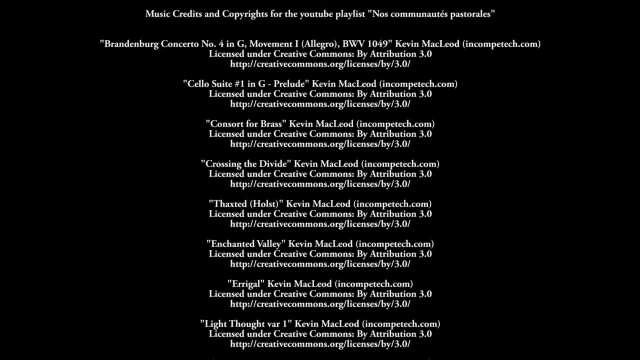 Music Credits and Copyrights for the youtube playlist "Nos communautés pastorales"
"Brandenburg Concerto No. 4 in G, Movement I (Allegro), BWV 1049" Kevin MacLeod (incompetech.com)
Licensed under Creative Commons: By Attribution 3.0
http://creativecommons.org/licenses/by/3.0/
"Cello Suite #1 in G - Prelude" Kevin MacLeod (incompetech.com)
Licensed under Creative Commons: By Attribution 3.0
http://creativecommons.org/licenses/by/3.0/
"Consort for Brass" Kevin MacLeod (incompetech.com)
Licensed under Creative Commons: By Attribution 3.0
http://creativecommons.org/licenses/by/3.0/
"Crossing the Divide" Kevin MacLeod (incompetech.com)
Licensed under Creative Commons: By Attribution 3.0
http://creativecommons.org/licenses/by/3.0/
"Thaxted (Holst)" Kevin MacLeod (incompetech.com)
Licensed under Creative Commons: By Attribution 3.0
http://creativecommons.org/licenses/by/3.0/
"Enchanted Valley" Kevin MacLeod (incompetech.com)
Licensed under Creative Commons: By Attribution 3.0
http://creativecommons.org/licenses/by/3.0/
"Errigal" Kevin MacLeod (incompetech.com)
Licensed under Creative Commons: By Attribution 3.0
http://creativecommons.org/licenses/by/3.0/
"Light Thought var 1" Kevin MacLeod (incompetech.com)
Licensed under Creative Commons: By Attribution 3.0
http://creativecommons.org/licenses/by/3.0/